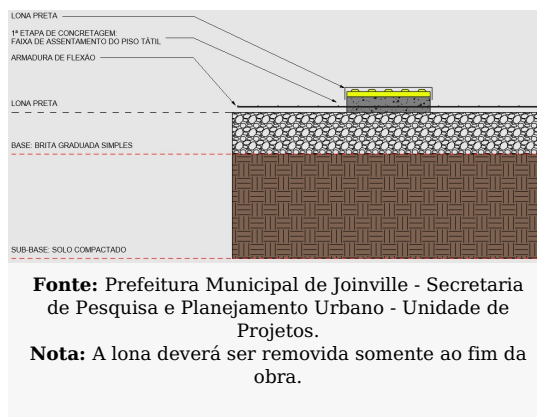 LONA PRETA
1ª ETAPA DE CONCRETAGEM:
FAIXA DE ASSENTAMENTO DO PISO TÁTIL
ARMADURA DE FLEXÃO
LONA PRETA
BASE: BRITA GRADUADA SIMPLES
SUB-BASE: SOLO COMPACTADO
Fonte: Prefeitura Municipal de Joinville - Secretaria
de Pesquisa e Planejamento Urbano - Unidade de
Projetos.
Nota: A lona deverá ser removida somente ao fim da
obra.